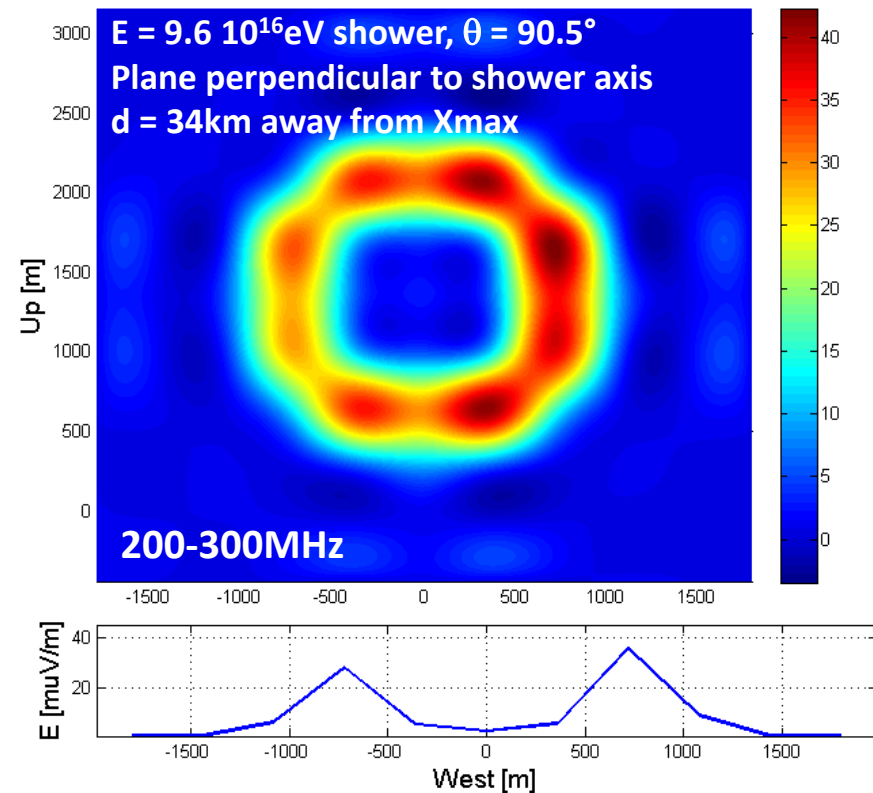 E = 9.6 10¹⁶eV shower, θ = 90.5°
Plane perpendicular to shower axis
d = 34km away from Xmax
200-300MHz
Up [m]
3000
2500
2000
1500
1000
500
0
-1500 -1000 -500 0 500 1000 1500
40
35
30
25
20
15
10
5
0
E [muV/m]
40
20
-1500 -1000 -500 0 500 1000 1500
West [m]